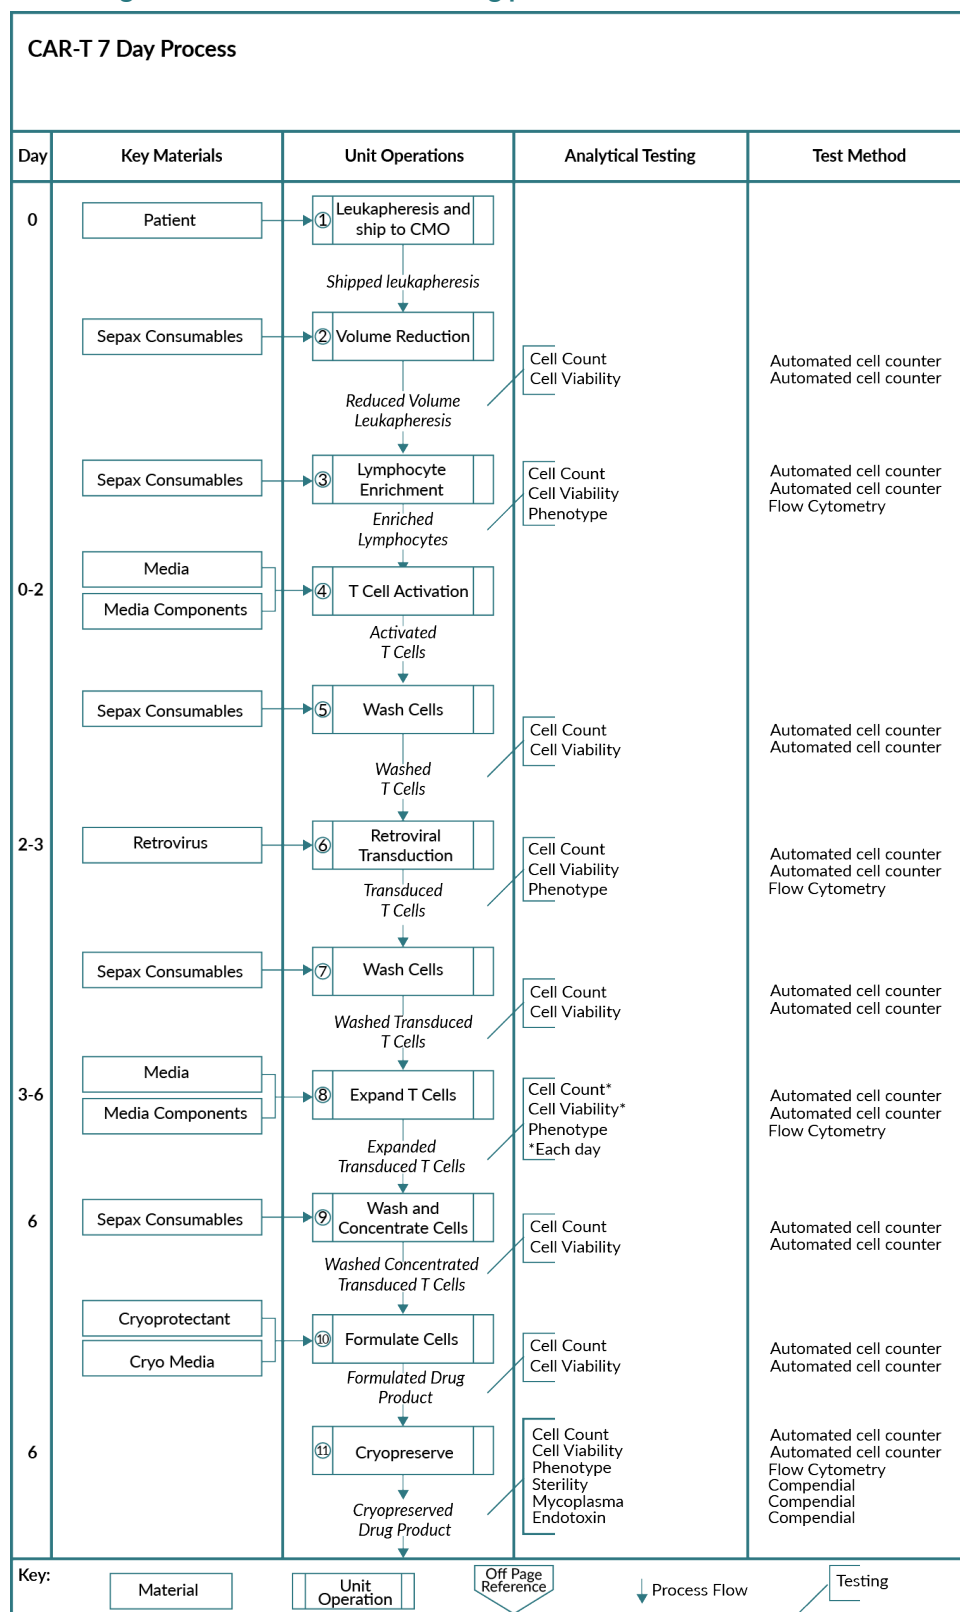 CAR-T 7 Day Process
Day
Key Materials
Unit Operations
Analytical Testing
Test Method
0
Patient
1
Leukapheresis and
ship to CMO
Shipped leukapheresis
Sepax Consumables
2
Volume Reduction
Cell Count
Cell Viability
Automated cell counter
Automated cell counter
Reduced Volume
Leukapheresis
Sepax Consumables
3
Lymphocyte
Enrichment
Cell Count
Cell Viability
Phenotype
Automated cell counter
Automated cell counter
Flow Cytometry
Enriched
Lymphocytes
0-2
Media
Media Components
4
T Cell Activation
Activated
T Cells
Sepax Consumables
5
Wash Cells
Cell Count
Cell Viability
Automated cell counter
Automated cell counter
Washed
T Cells
2-3
Retrovirus
6
Retroviral
Transduction
Cell Count
Cell Viability
Phenotype
Automated cell counter
Automated cell counter
Flow Cytometry
Transduced
T Cells
Sepax Consumables
7
Wash Cells
Cell Count
Cell Viability
Automated cell counter
Automated cell counter
Washed Transduced
T Cells
3-6
Media
Media Components
8
Expand T Cells
Cell Count*
Cell Viability*
Phenotype
*Each day
Automated cell counter
Automated cell counter
Flow Cytometry
Expanded
Transduced T Cells
6
Sepax Consumables
9
Wash and
Concentrate Cells
Cell Count
Cell Viability
Automated cell counter
Automated cell counter
Washed Concentrated
Transduced T Cells
Cryoprotectant
Cryo Media
10
Formulate Cells
Cell Count
Cell Viability
Automated cell counter
Automated cell counter
Formulated Drug
Product
6
11
Cryopreserve
Cell Count
Cell Viability
Phenotype
Sterility
Mycoplasma
Endotoxin
Automated cell counter
Automated cell counter
Flow Cytometry
Compendial
Compendial
Compendial
Cryopreserved
Drug Product
Key:
Material
Unit
Operation
Off Page
Reference
Process Flow
Testing